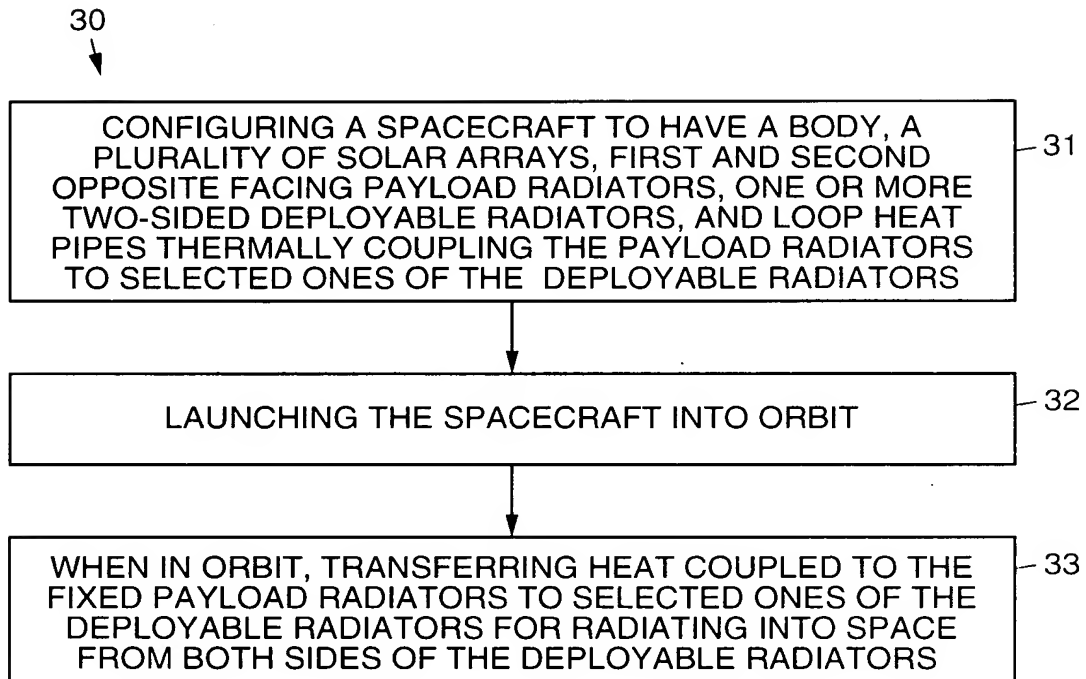 30
CONFIGURING A SPACECRAFT TO HAVE A BODY, A
PLURALITY OF SOLAR ARRAYS, FIRST AND SECOND
OPPOSITE FACING PAYLOAD RADIATORS, ONE OR MORE
TWO-SIDED DEPLOYABLE RADIATORS, AND LOOP HEAT
PIPES THERMALLY COUPLING THE PAYLOAD RADIATORS
TO SELECTED ONES OF THE DEPLOYABLE RADIATORS
31
LAUNCHING THE SPACECRAFT INTO ORBIT
32
WHEN IN ORBIT, TRANSFERRING HEAT COUPLED TO THE
FIXED PAYLOAD RADIATORS TO SELECTED ONES OF THE
DEPLOYABLE RADIATORS FOR RADIATING INTO SPACE
FROM BOTH SIDES OF THE DEPLOYABLE RADIATORS
33